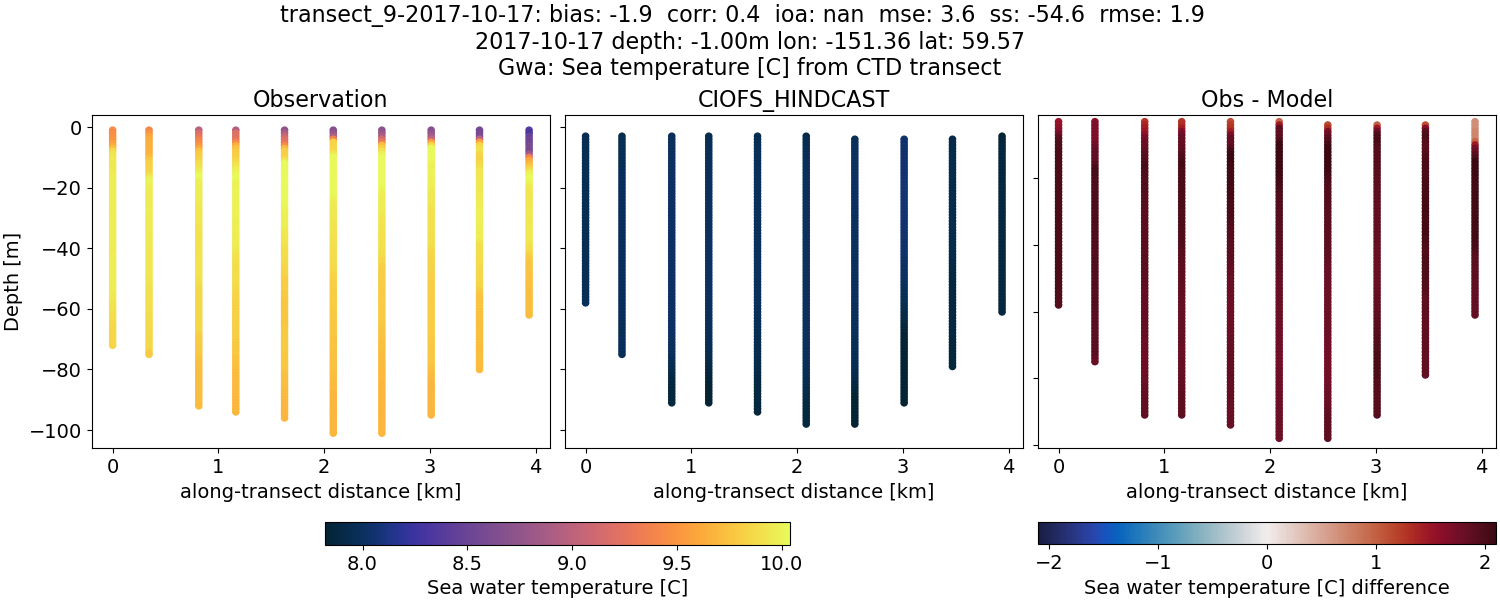 transect_9-2017-10-17: bias: -1.9  corr: 0.4  ioa: nan  mse: 3.6  ss: -54.6  rmse: 1.9
2017-10-17 depth: -1.00m lon: -151.36 lat: 59.57
Gwa: Sea temperature [C] from CTD transect
Observation
CIOFS_HINDCAST
Obs - Model
Depth [m]
0
−20
−40
−60
−80
−100
0 1 2 3 4
0 1 2 3 4
0 1 2 3 4
along-transect distance [km]
along-transect distance [km]
along-transect distance [km]
8.0 8.5 9.0 9.5 10.0
Sea water temperature [C]
−2 −1 0 1 2
Sea water temperature [C] difference